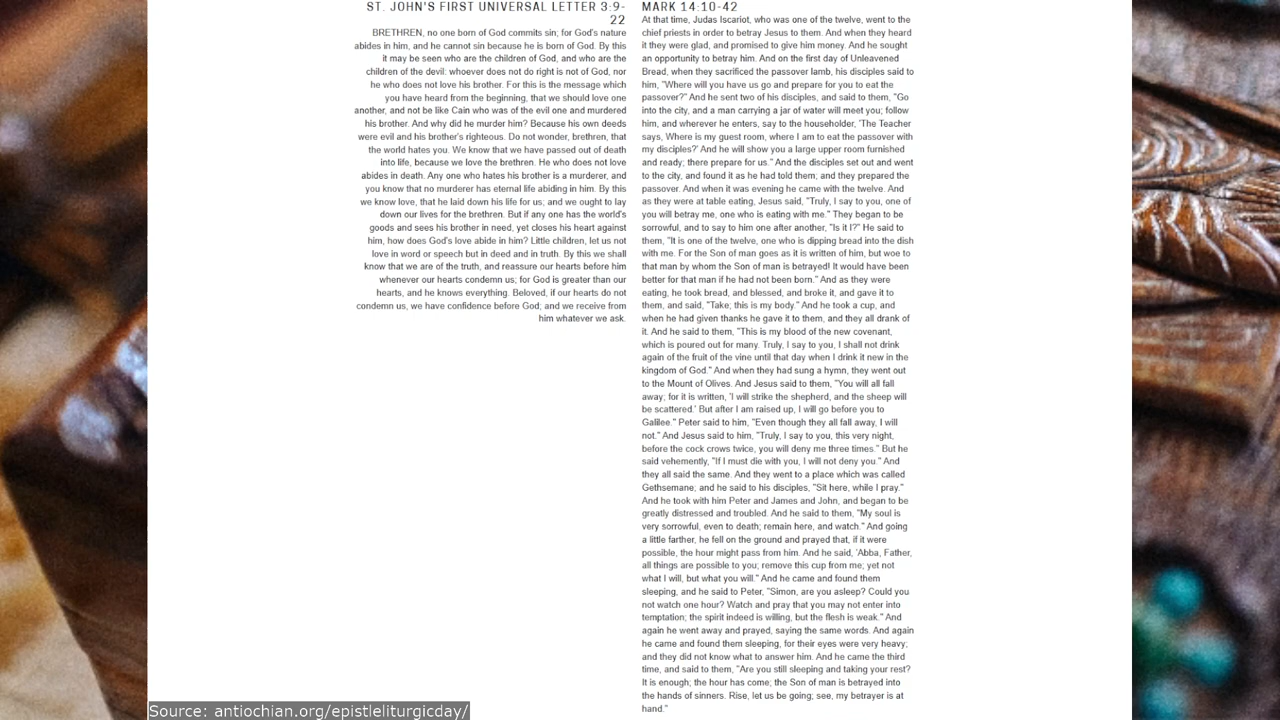 ST. JOHN'S FIRST UNIVERSAL LETTER 3:9-
22
BRETHREN, no one born of God commits sin; for God's nature
abides in him, and he cannot sin because he is born of God. By this
it may be seen who are the children of God, and who are the
children of the devil: whoever does not do right is not of God, nor
he who does not love his brother. For this is the message which
you have heard from the beginning, that we should love one
another, and not be like Cain who was of the evil one and murdered
his brother. And why did he murder him? Because his own deeds
were evil and his brother's righteous. Do not wonder, brethren, that
the world hates you. We know that we have passed out of death
into life, because we love the brethren. He who does not love
abides in death. Any one who hates his brother is a murderer, and
you know that no murderer has eternal life abiding in him. By this
we know love, that he laid down his life for us; and we ought to lay
down our lives for the brethren. But if any one has the world's
goods and sees his brother in need, yet closes his heart against
him, how does God's love abide in him? Little children, let us not
love in word or speech but in deed and in truth. By this we shall
know that we are of the truth, and reassure our hearts before him
whenever our hearts condemn us; for God is greater than our
hearts, and he knows everything. Beloved, if our hearts do not
condemn us, we have confidence before God; and we receive from
him whatever we ask.
MARK 14:10-42
At that time, Judas Iscariot, who was one of the twelve, went to the
chief priests in order to betray Jesus to them. And when they heard
it they were glad, and promised to give him money. And he sought
an opportunity to betray him. And on the first day of Unleavened
Bread, when they sacrificed the passover lamb, his disciples said to
him, "Where will you have us go and prepare for you to eat the
passover?" And he sent two of his disciples, and said to them, "Go
into the city, and a man carrying a jar of water will meet you; follow
him, and wherever he enters, say to the householder, 'The Teacher
says, Where is my guest room, where I am to eat the passover with
my disciples?' And he will show you a large upper room furnished
and ready; there prepare for us." And the disciples set out and went
to the city, and found it as he had told them; and they prepared the
passover. And when it was evening he came with the twelve. And
as they were at table eating, Jesus said, "Truly, I say to you, one of
you will betray me, one who is eating with me." They began to be
sorrowful, and to say to him one after another, "Is it I?" He said to
them, "It is one of the twelve, one who is dipping bread into the dish
with me. For the Son of man goes as it is written of him, but woe to
that man by whom the Son of man is betrayed! It would have been
better for that man if he had not been born." And as they were
eating, he took bread, and blessed, and broke it, and gave it to
them, and said, "Take; this is my body." And he took a cup, and
when he had given thanks he gave it to them, and they all drank of
it. And he said to them, "This is my blood of the new covenant,
which is poured out for many. Truly, I say to you, I shall not drink
again of the fruit of the vine until that day when I drink it new in the
kingdom of God." And when they had sung a hymn, they went out
to the Mount of Olives. And Jesus said to them, "You will all fall
away; for it is written, 'I will strike the shepherd, and the sheep will
be scattered.' But after I am raised up, I will go before you to
Galilee." Peter said to him, "Even though they all fall away, I will
not." And Jesus said to him, "Truly, I say to you, this very night,
before the cock crows twice, you will deny me three times." But he
said vehemently, "If I must die with you, I will not deny you." And
they all said the same. And they went to a place which was called
Gethsemane; and he said to his disciples, "Sit here, while I pray."
And he took with him Peter and James and John, and began to be
greatly distressed and troubled. And he said to them, "My soul is
very sorrowful, even to death; remain here, and watch." And going
a little farther, he fell on the ground and prayed that, if it were
possible, the hour might pass from him. And he said, 'Abba, Father,
all things are possible to you; remove this cup from me; yet not
what I will, but what you will." And he came and found them
sleeping, and he said to Peter, "Simon, are you asleep? Could you
not watch one hour? Watch and pray that you may not enter into
temptation; the spirit indeed is willing, but the flesh is weak." And
again he went away and prayed, saying the same words. And again
he came and found them sleeping, for their eyes were very heavy;
and they did not know what to answer him. And he came the third
time, and said to them, "Are you still sleeping and taking your rest?
It is enough; the hour has come; the Son of man is betrayed into
the hands of sinners. Rise, let us be going; see, my betrayer is at
hand."
Source: antiochian.org/epistleliturgicday/